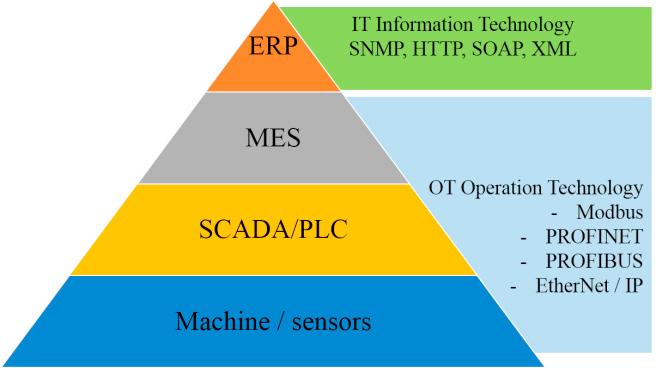 ERP
IT Information Technology
SNMP, HTTP, SOAP, XML
MES
SCADA/PLC
Machine / sensors
OT Operation Technology
- Modbus
- PROFINET
- PROFIBUS
- EtherNet / IP